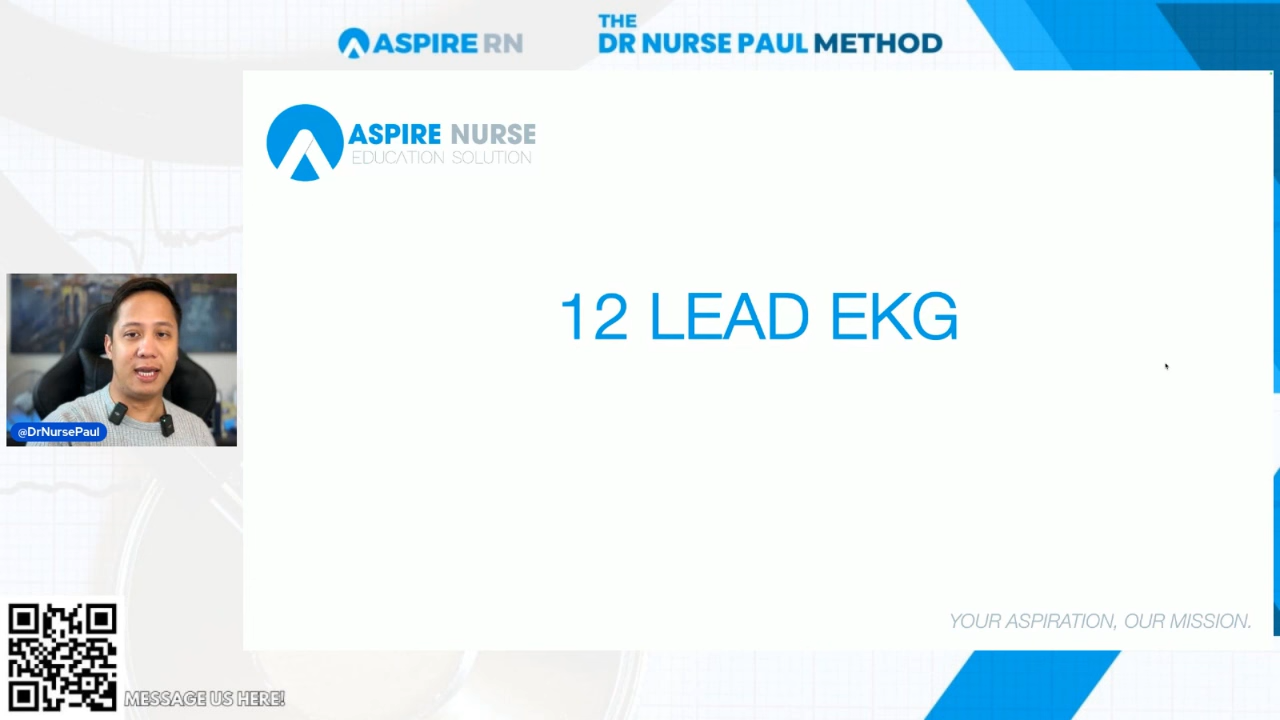 ASPIRE RN
THE
DR NURSE PAUL METHOD
ASPIRE NURSE
EDUCATION SOLUTION
12 LEAD EKG
@DrNursePaul
YOUR ASPIRATION, OUR MISSION.
MESSAGE US HERE!